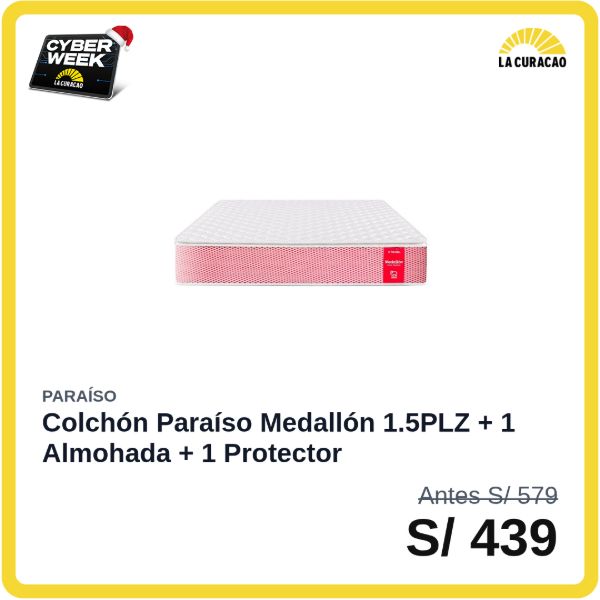 CYBER
WEEK
LA CURACAO
LA CURACAO
Medallón
PARAÍSO
Colchón Paraíso Medallón 1.5PLZ + 1
Almohada + 1 Protector
Antes S/ 579
S/ 439